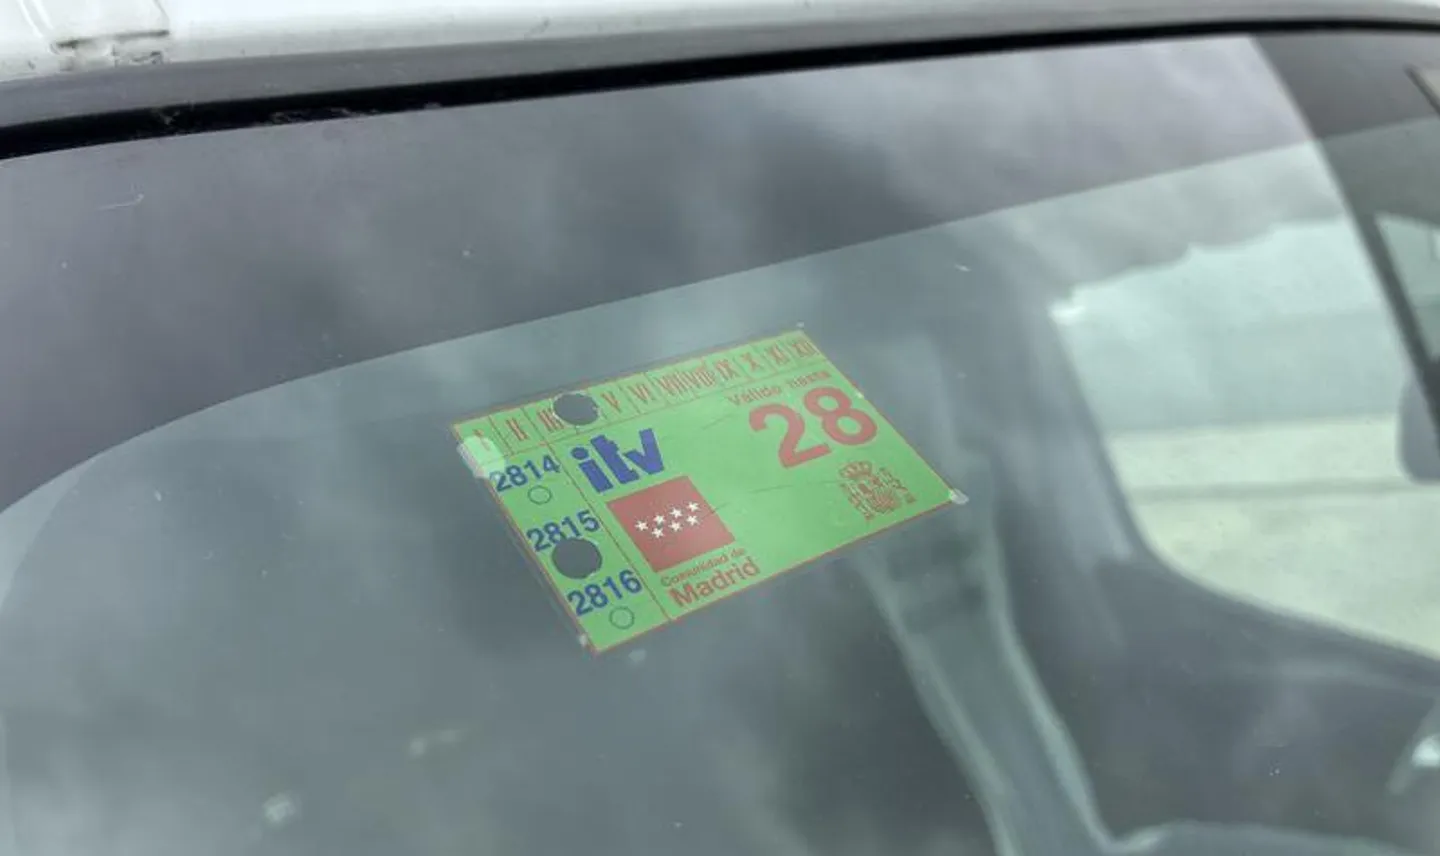 I II III V VI VII VIII IX X XI XII
Válido hasta
28
2814
itv
2815
2816
Comunidad de
Madrid